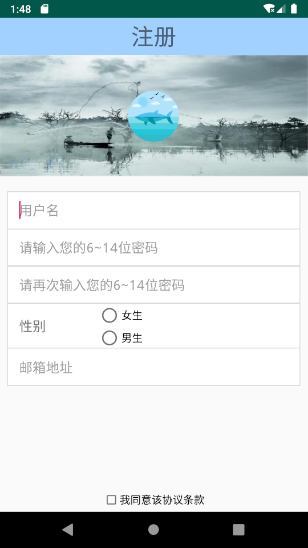 1:48
注册
用户名
请输入您的6~14位密码
请再次输入您的6~14位密码
性别
女生
男生
邮箱地址
我同意该协议条款